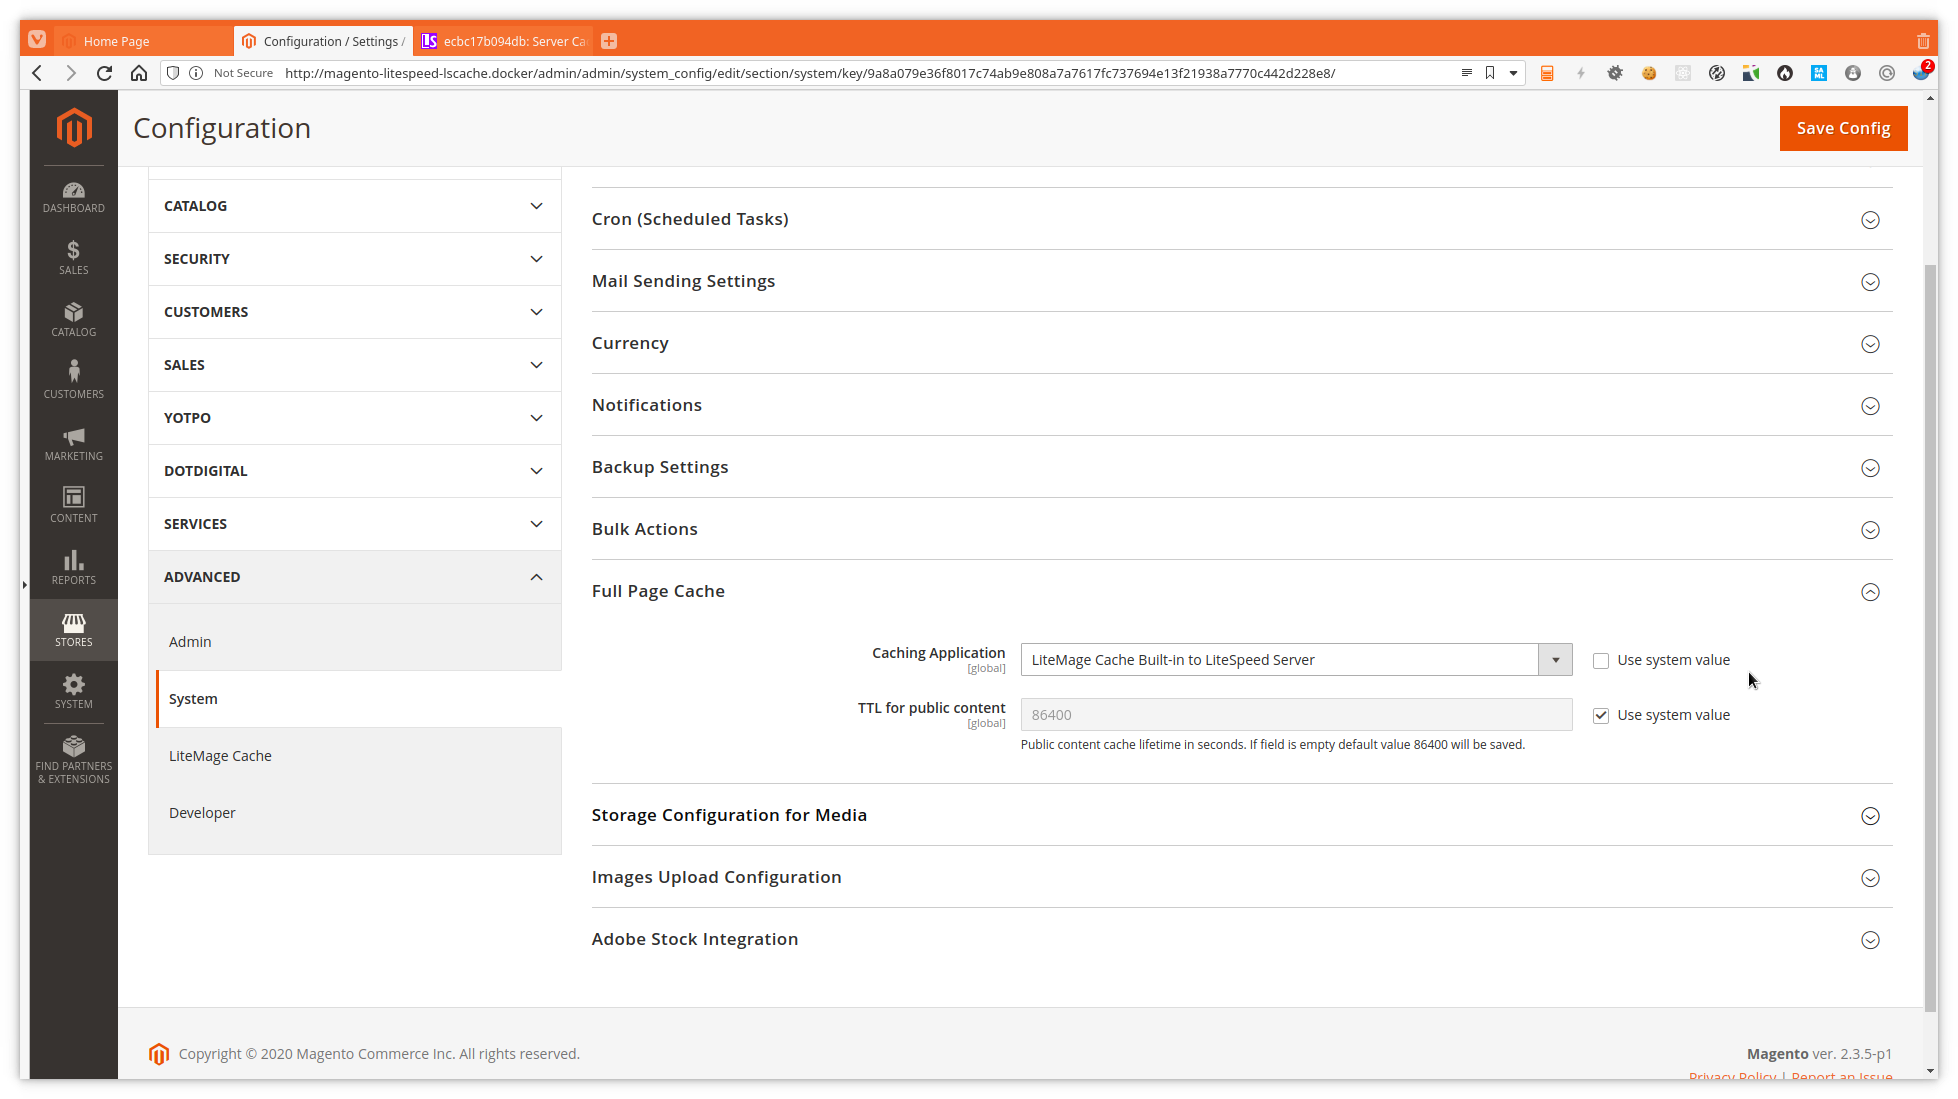 Home Page
Configuration / Settings /
LS ecbc17b094db: Server Ca
Not Secure
http://magento-litespeed-lscache.docker/admin/admin/system_config/edit/section/system/key/9a8a079e36f8017c74ab9e808a7a7617fc737694e13f21938a7770c442d228e8/
SAML
2
Configuration
Save Config
DASHBOARD
$
SALES
CATALOG
CUSTOMERS
MARKETING
CONTENT
REPORTS
STORES
SYSTEM
FIND PARTNERS
& EXTENSIONS
CATALOG
SECURITY
CUSTOMERS
SALES
YOTPO
DOTDIGITAL
SERVICES
ADVANCED
Admin
System
LiteMage Cache
Developer
Cron (Scheduled Tasks)
Mail Sending Settings
Currency
Notifications
Backup Settings
Bulk Actions
Full Page Cache
Caching Application
[global]
LiteMage Cache Built-in to LiteSpeed Server
Use system value
TTL for public content
[global]
86400
Use system value
Public content cache lifetime in seconds. If field is empty default value 86400 will be saved.
Storage Configuration for Media
Images Upload Configuration
Adobe Stock Integration
Copyright © 2020 Magento Commerce Inc. All rights reserved.
Magento ver. 2.3.5-p1
Privacy Policy | Report an Issue